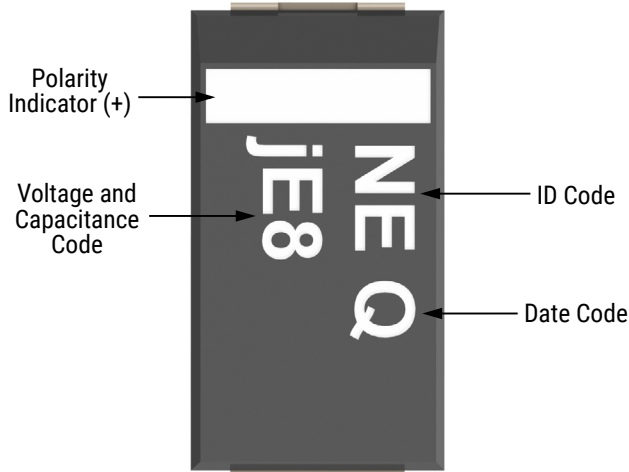 Polarity
Indicator (+)
Voltage and
Capacitance
Code
NE Q
jE8
ID Code
Date Code